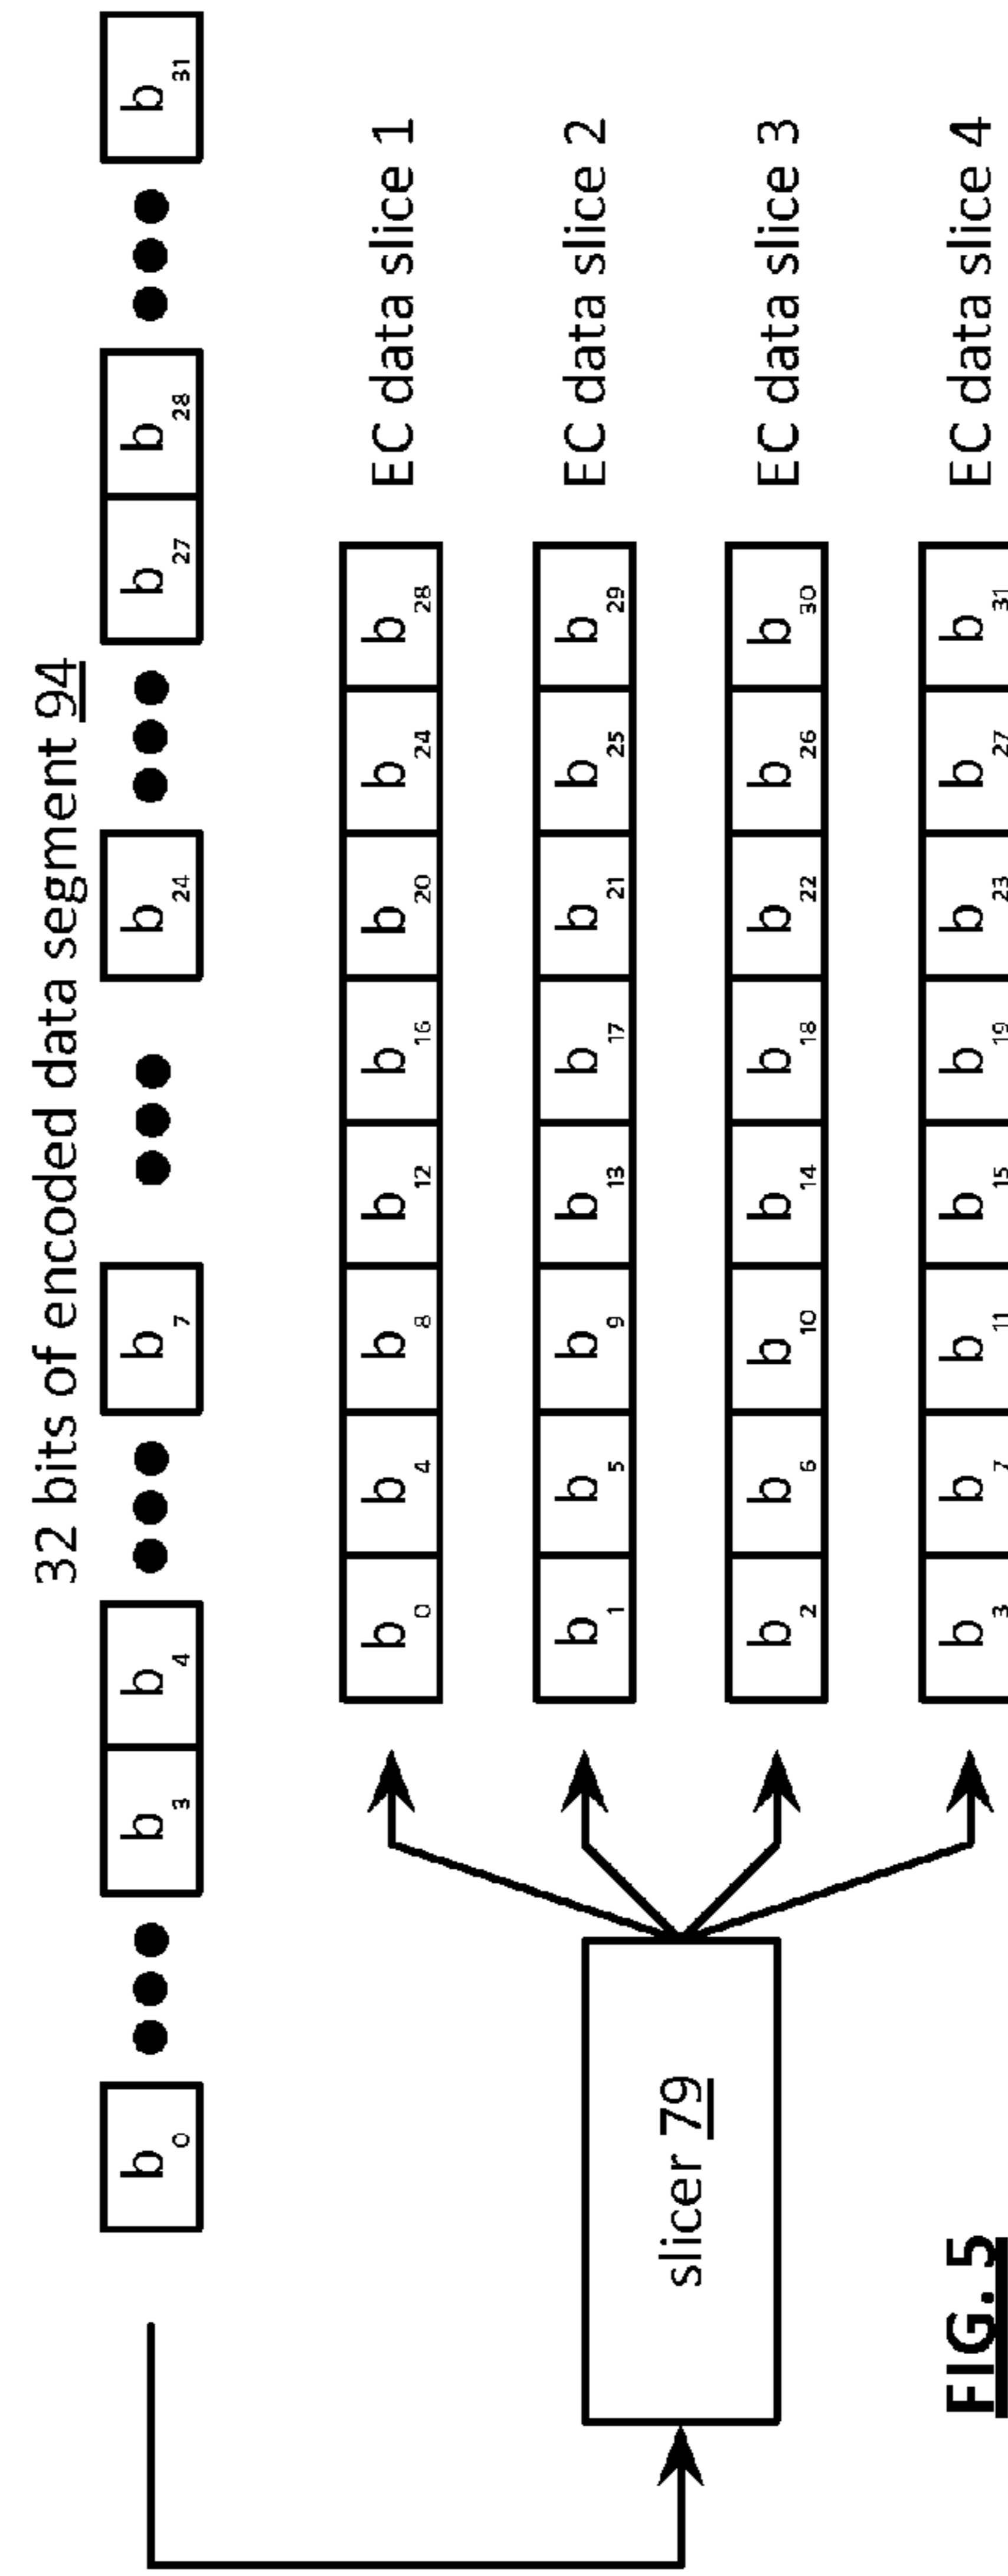 32 bits of encoded data segment 94
b0 ●●● b3 b4 ●●● b7 ●●● b24 ●●● b27 b28 ●●● b31
b0 b4 b8 b12 b16 b20 b24 b28 EC data slice 1
b1 b5 b9 b13 b17 b21 b25 b29 EC data slice 2
slicer 79
b2 b6 b10 b14 b18 b22 b26 b30 EC data slice 3
b3 b7 b11 b15 b19 b23 b27 b31 EC data slice 4
FIG. 5